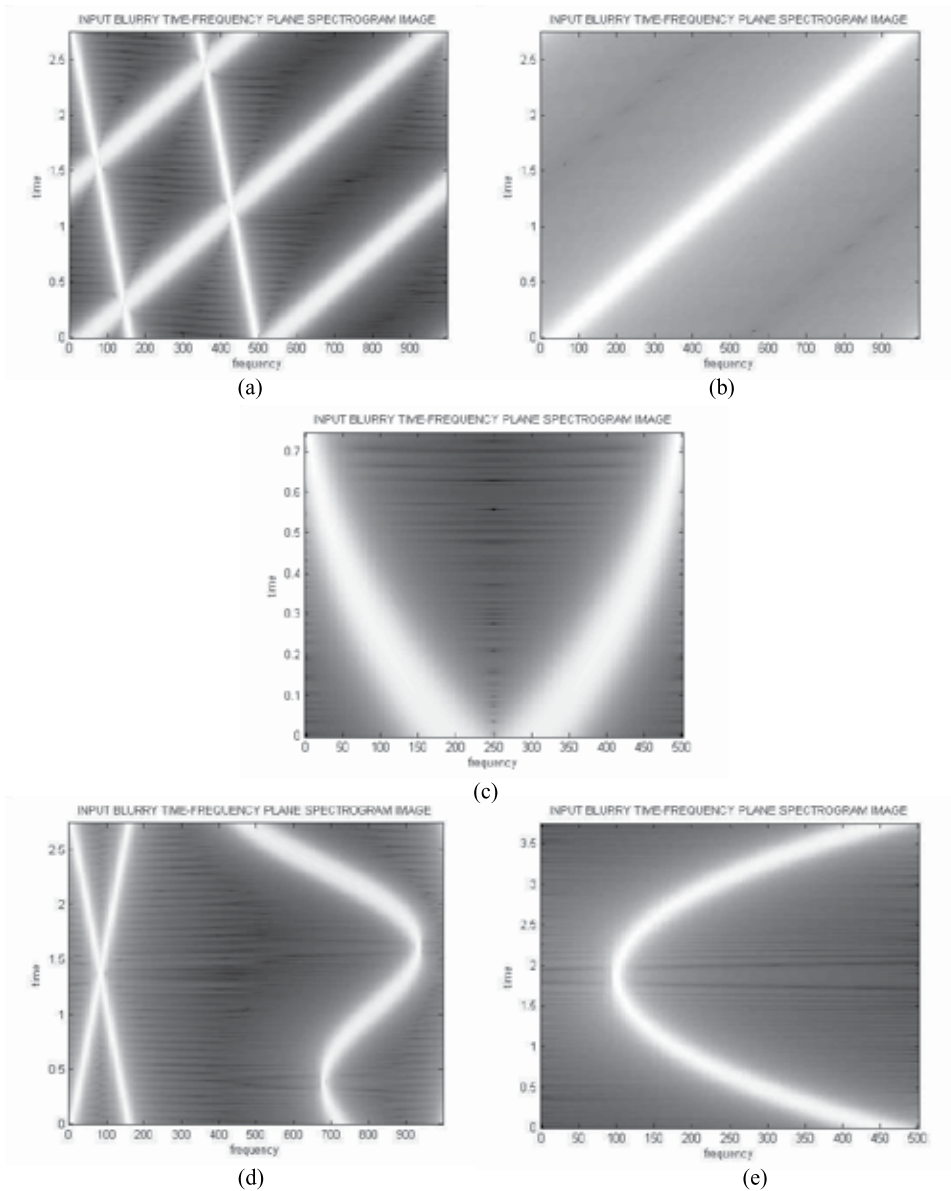 INPUT BLURRY TIME-FREQUENCY PLANE SPECTROGRAM IMAGE
2.5
2
1.5
1
0.5
0
time
0 100 200 300 400 500 600 700 800 900
frequency
(a)
INPUT BLURRY TIME-FREQUENCY PLANE SPECTROGRAM IMAGE
2.5
2
1.5
1
0.5
0
time
100 200 300 400 500 600 700 800 900
frequency
(b)
INPUT BLURRY TIME-FREQUENCY PLANE SPECTROGRAM IMAGE
0.7
0.6
0.5
0.4
0.3
0.2
0.1
0
time
0 50 100 150 200 250 300 350 400 450 500
frequency
(c)
INPUT BLURRY TIME-FREQUENCY PLANE SPECTROGRAM IMAGE
2.5
2
1.5
1
0.5
0
time
0 100 200 300 400 500 600 700 800 900
frequency
(d)
INPUT BLURRY TIME-FREQUENCY PLANE SPECTROGRAM IMAGE
3.5
3
2.5
2
1.5
1
0.5
0
time
0 50 100 150 200 250 300 350 400 450 500
frequency
(e)